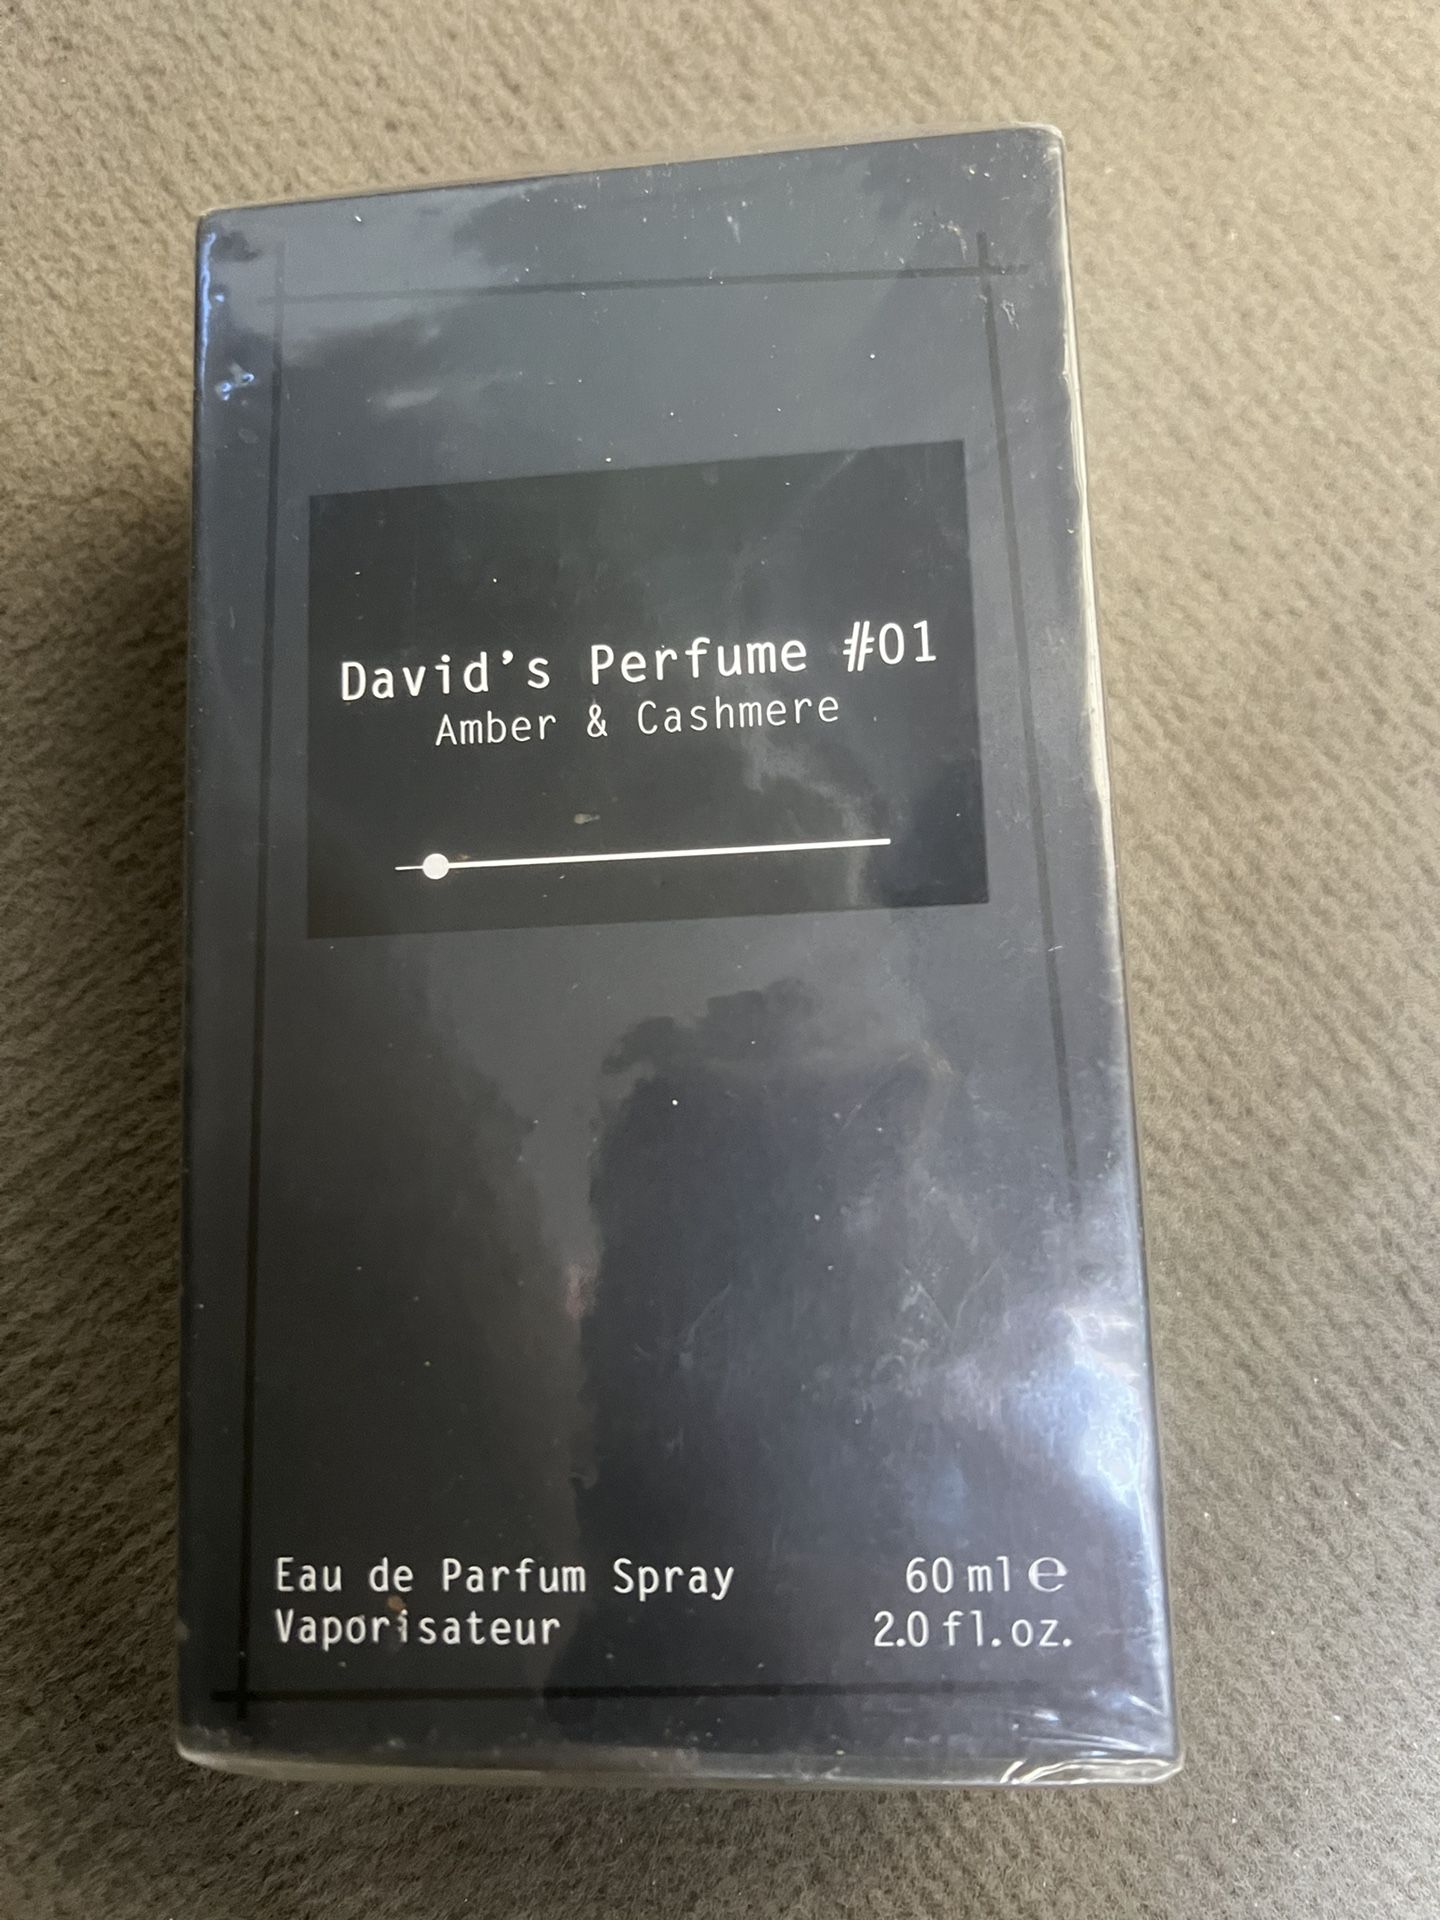 David's Perfume #01
Amber & Cashmere
Eau de Parfum Spray
Vaporisateur
60 ml ℮
2.0 fl.oz.